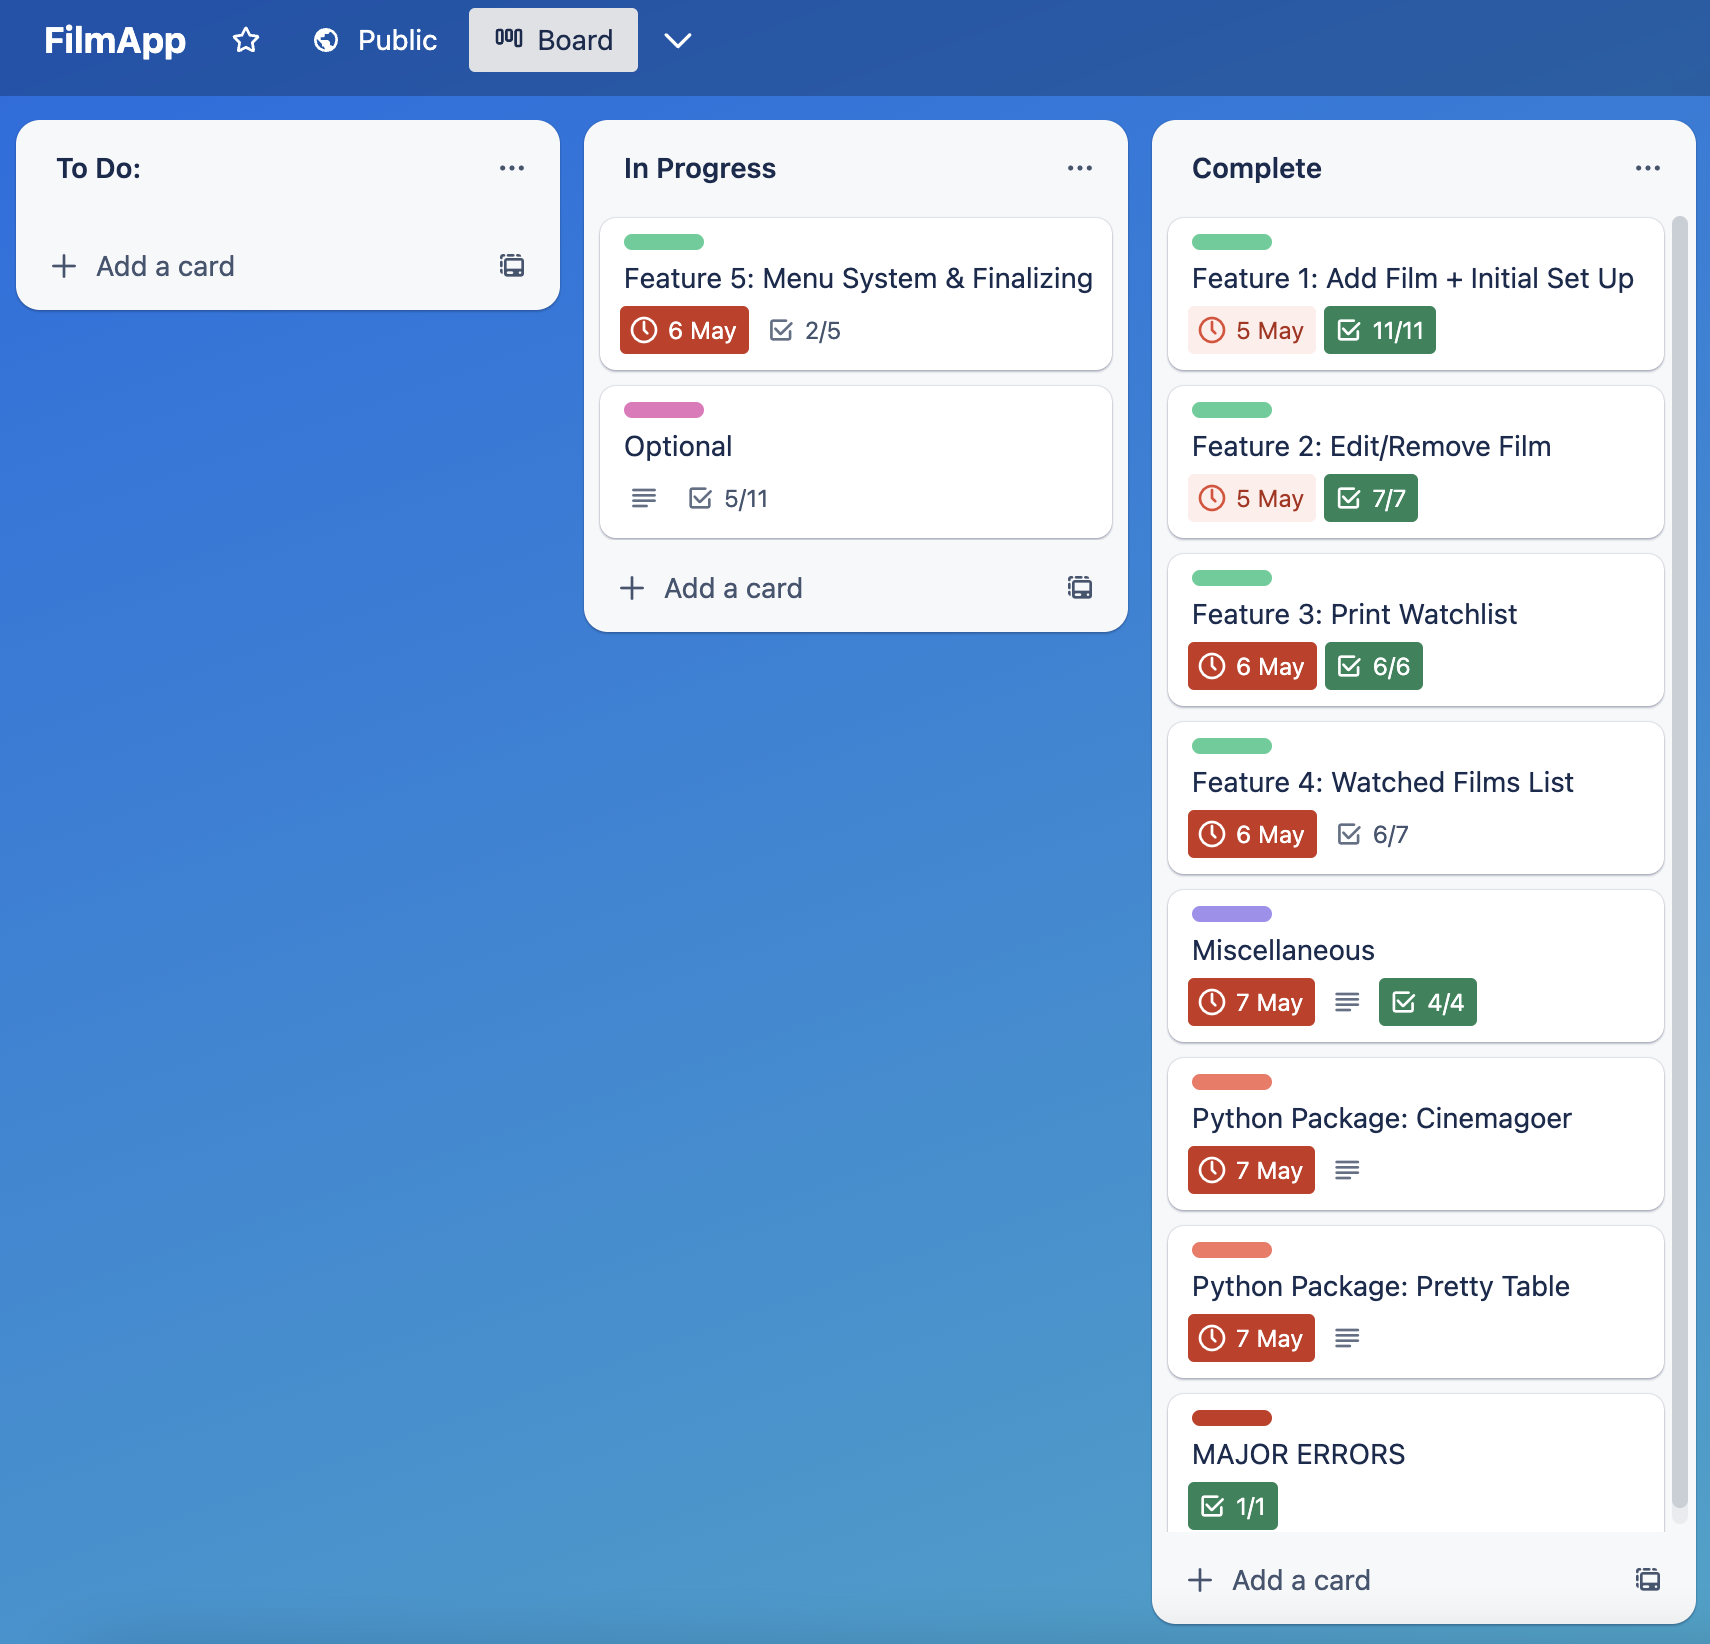 FilmApp Public Board
To Do:
Add a card
In Progress
Feature 5: Menu System & Finalizing
6 May 2/5
Optional
5/11
Add a card
Complete
Feature 1: Add Film + Initial Set Up
5 May 11/11
Feature 2: Edit/Remove Film
5 May 7/7
Feature 3: Print Watchlist
6 May 6/6
Feature 4: Watched Films List
6 May 6/7
Miscellaneous
7 May 4/4
Python Package: Cinemagoer
7 May
Python Package: Pretty Table
7 May
MAJOR ERRORS
1/1
Add a card